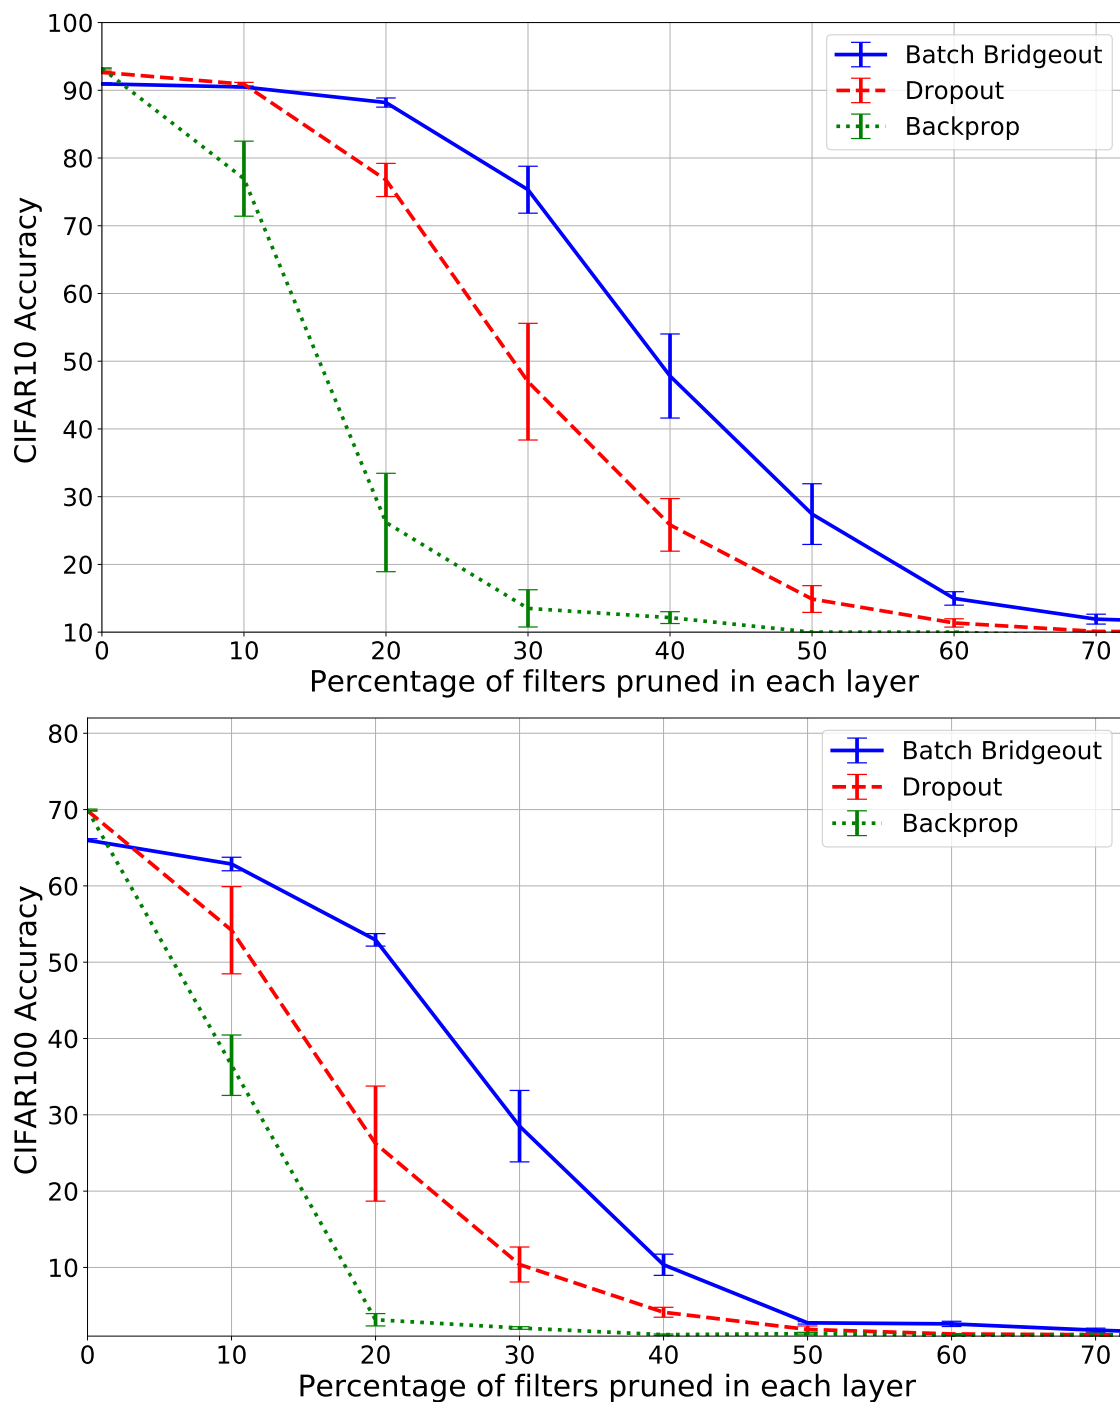 100
90
80
70
60
50
40
30
20
10
CIFAR10 Accuracy
Batch Bridgeout
Dropout
Backprop
0 10 20 30 40 50 60 70
Percentage of filters pruned in each layer
80
70
60
50
40
30
20
10
CIFAR100 Accuracy
Batch Bridgeout
Dropout
Backprop
0 10 20 30 40 50 60 70
Percentage of filters pruned in each layer